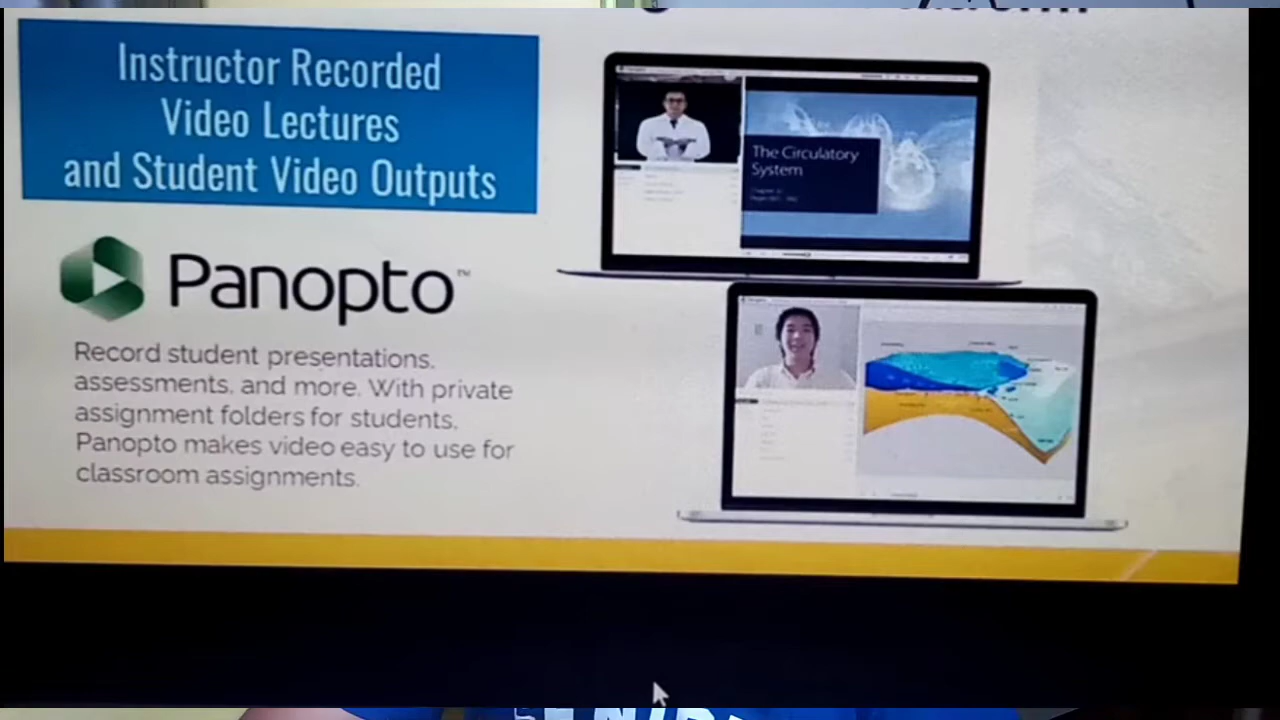 Instructor Recorded
Video Lectures
and Student Video Outputs
Panopto™
Record student presentations,
assessments, and more. With private
assignment folders for students,
Panopto makes video easy to use for
classroom assignments.
The Circulatory
System